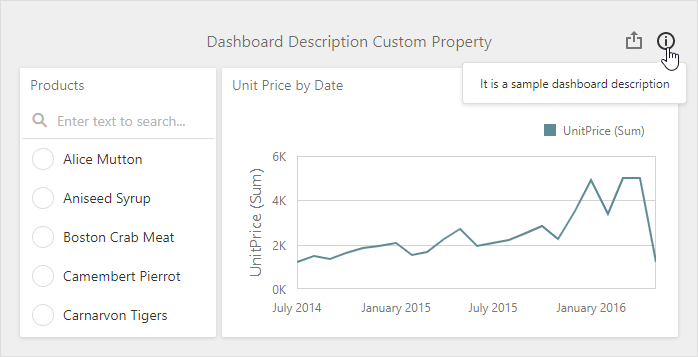 Dashboard Description Custom Property
It is a sample dashboard description
Products
Enter text to search...
Alice Mutton
Aniseed Syrup
Boston Crab Meat
Camembert Pierrot
Carnarvon Tigers
Unit Price by Date
UnitPrice (Sum)
UnitPrice (Sum)
6K
4K
2K
0K
July 2014 January 2015 July 2015 January 2016